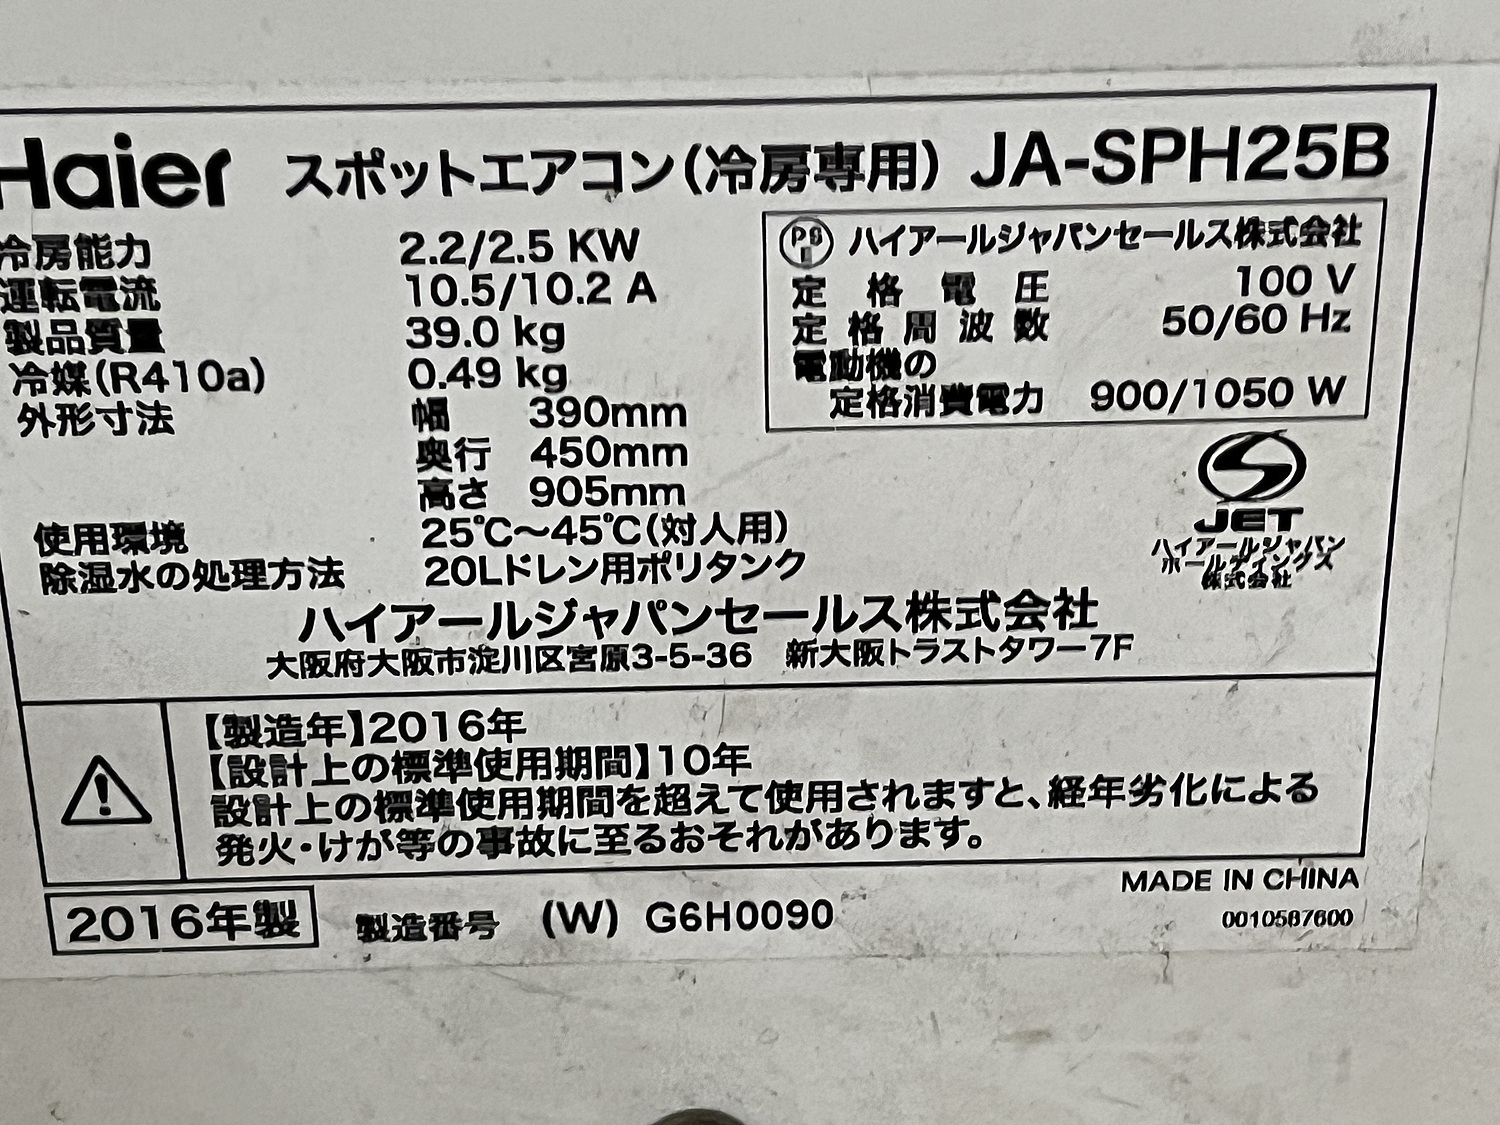 Haier スポットエアコン(冷房専用) JA-SPH25B
冷房能力 2.2/2.5 KW
運転電流 10.5/10.2 A
製品質量 39.0 kg
冷媒(R410a) 0.49 kg
外形寸法 幅 390mm
奥行 450mm
高さ 905mm
使用環境 25℃~45℃(対人用)
除湿水の処理方法 20Lドレン用ポリタンク
PSE ハイアールジャパンセールス株式会社
定格電圧 100 V
定格周波数 50/60 Hz
電動機の
定格消費電力 900/1050 W
JET
ハイアールジャパン
ホールディングス
株式会社
ハイアールジャパンセールス株式会社
大阪府大阪市淀川区宮原3-5-36 新大阪トラストタワー7F
【製造年】2016年
【設計上の標準使用期間】10年
設計上の標準使用期間を超えて使用されますと、経年劣化による
発火・けが等の事故に至るおそれがあります。
MADE IN CHINA
0010587600
2016年製 製造番号 (W) G6H0090